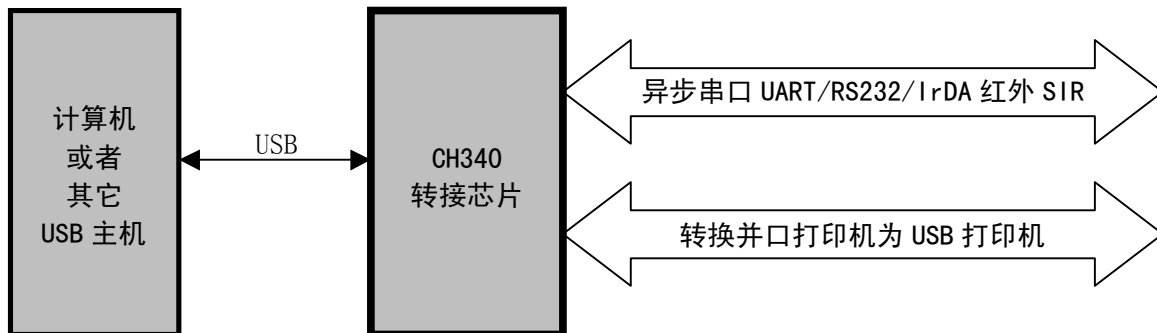 计算机
或者
其它
USB 主机
USB
CH340
转接芯片
异步串口 UART/RS232/IrDA 红外 SIR
转换并口打印机为 USB 打印机